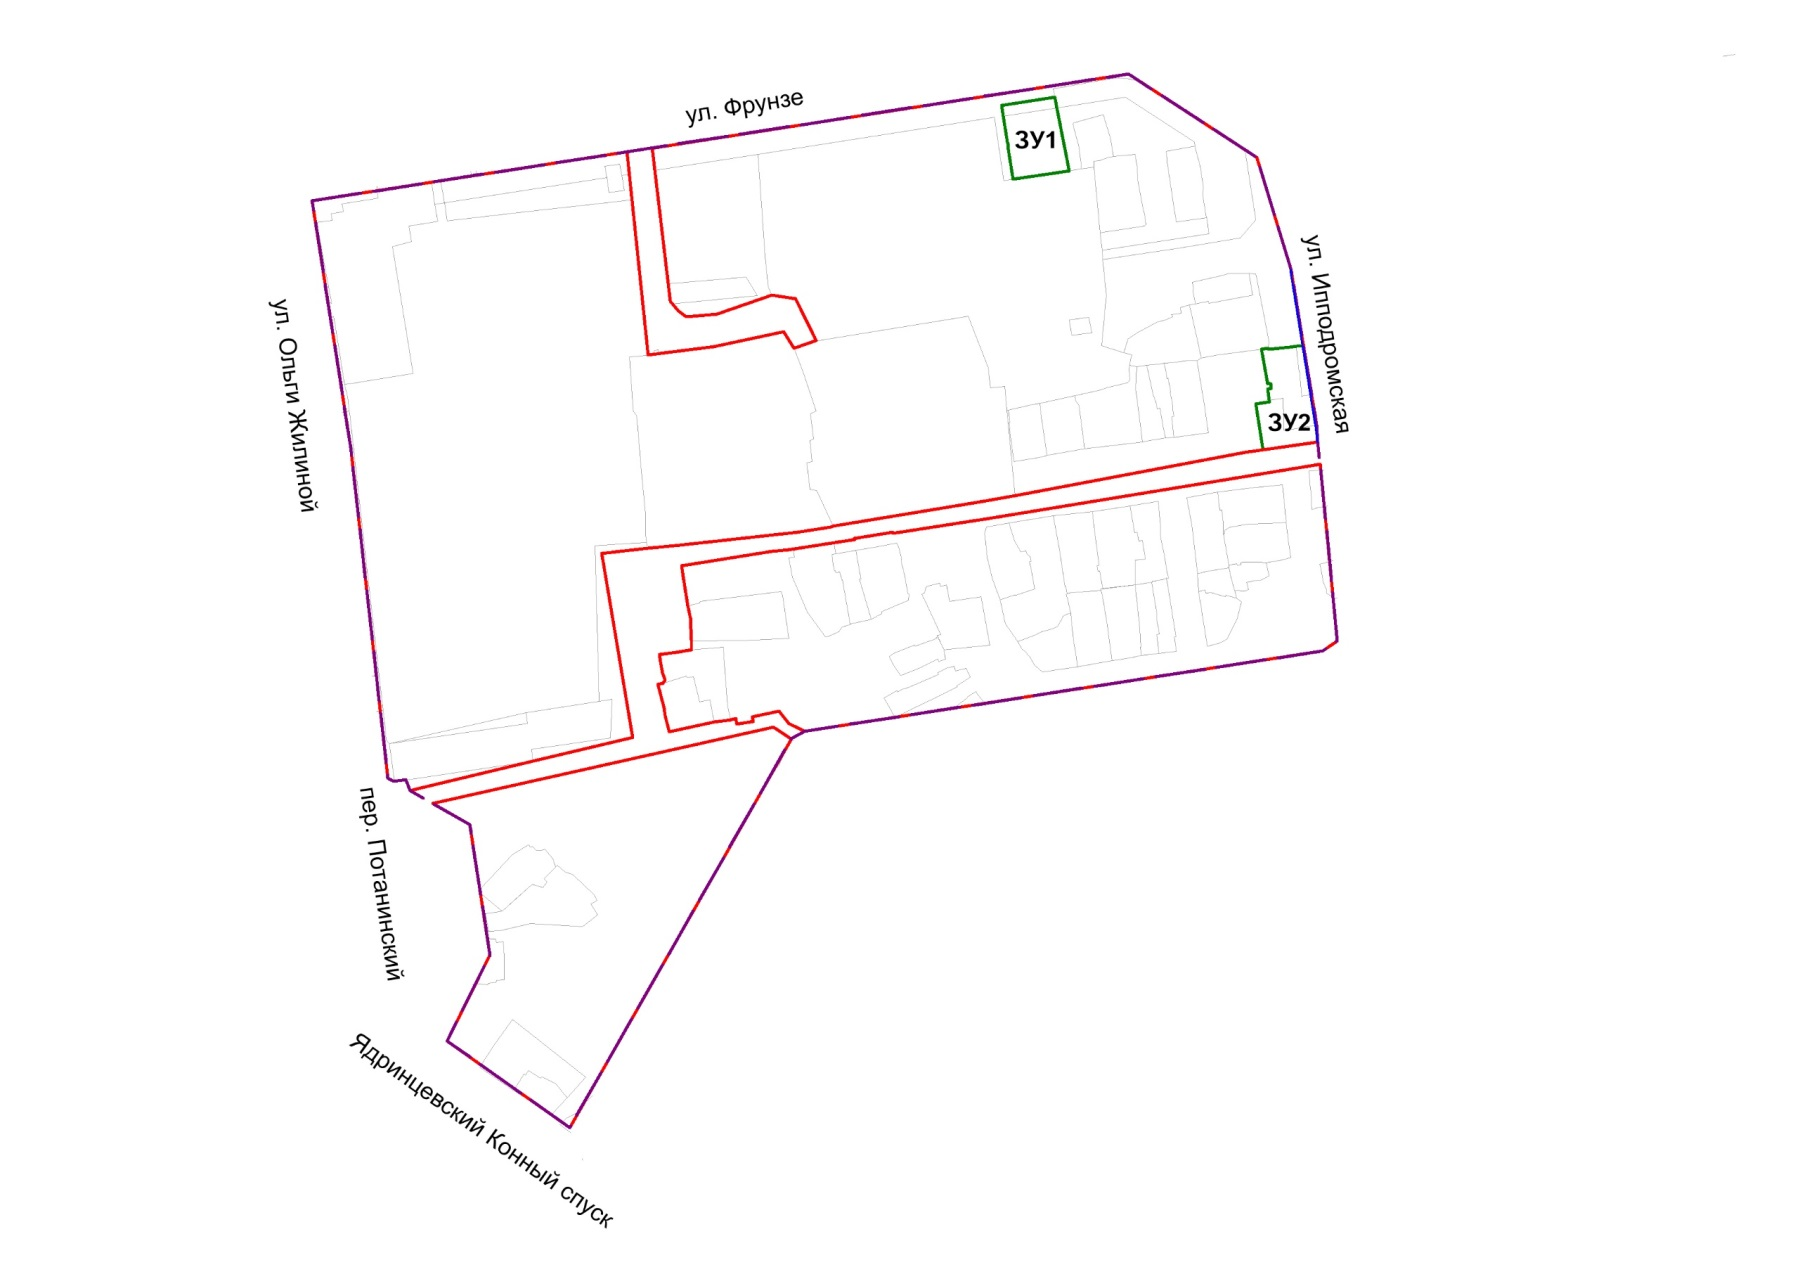 ул. Фрунзе
ЗУ1
ул. Ипподромская
ул. Ольги Жилиной
ЗУ2
пер. Потанинский
Ядринцевский Конный спуск